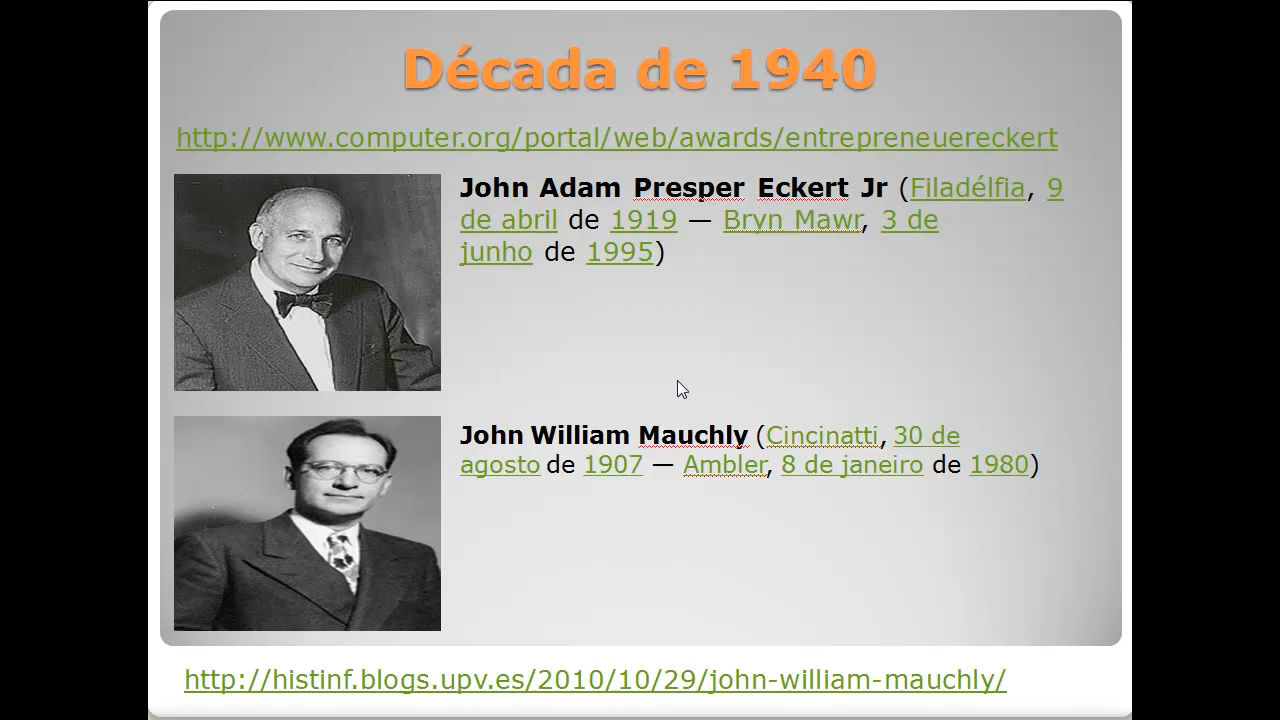 Década de 1940
http://www.computer.org/portal/web/awards/entrepreneuereckert
John Adam Presper Eckert Jr (Filadélfia, 9
de abril de 1919 — Bryn Mawr, 3 de
junho de 1995)
John William Mauchly (Cincinatti, 30 de
agosto de 1907 — Ambler, 8 de janeiro de 1980)
http://histinf.blogs.upv.es/2010/10/29/john-william-mauchly/